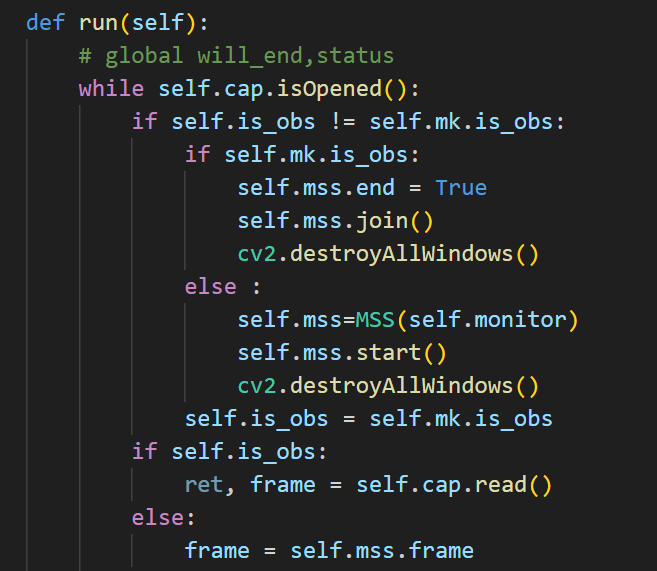 def run(self):
    # global will_end,status
    while self.cap.isOpened():
        if self.is_obs != self.mk.is_obs:
            if self.mk.is_obs:
                self.mss.end = True
                self.mss.join()
                cv2.destroyAllWindows()
            else :
                self.mss=MSS(self.monitor)
                self.mss.start()
                cv2.destroyAllWindows()
            self.is_obs = self.mk.is_obs
        if self.is_obs:
            ret, frame = self.cap.read()
        else:
            frame = self.mss.frame